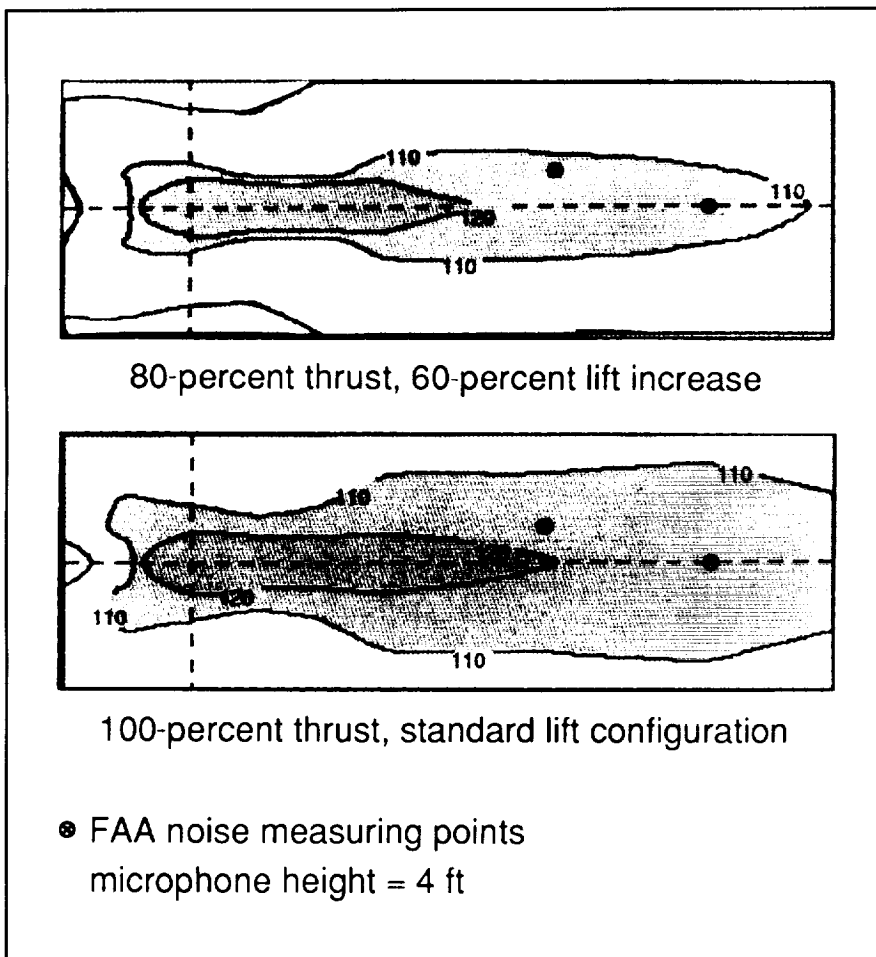 110
110
120
110
80-percent thrust, 60-percent lift increase
110
110
120
110
110
100-percent thrust, standard lift configuration
FAA noise measuring points
microphone height = 4 ft